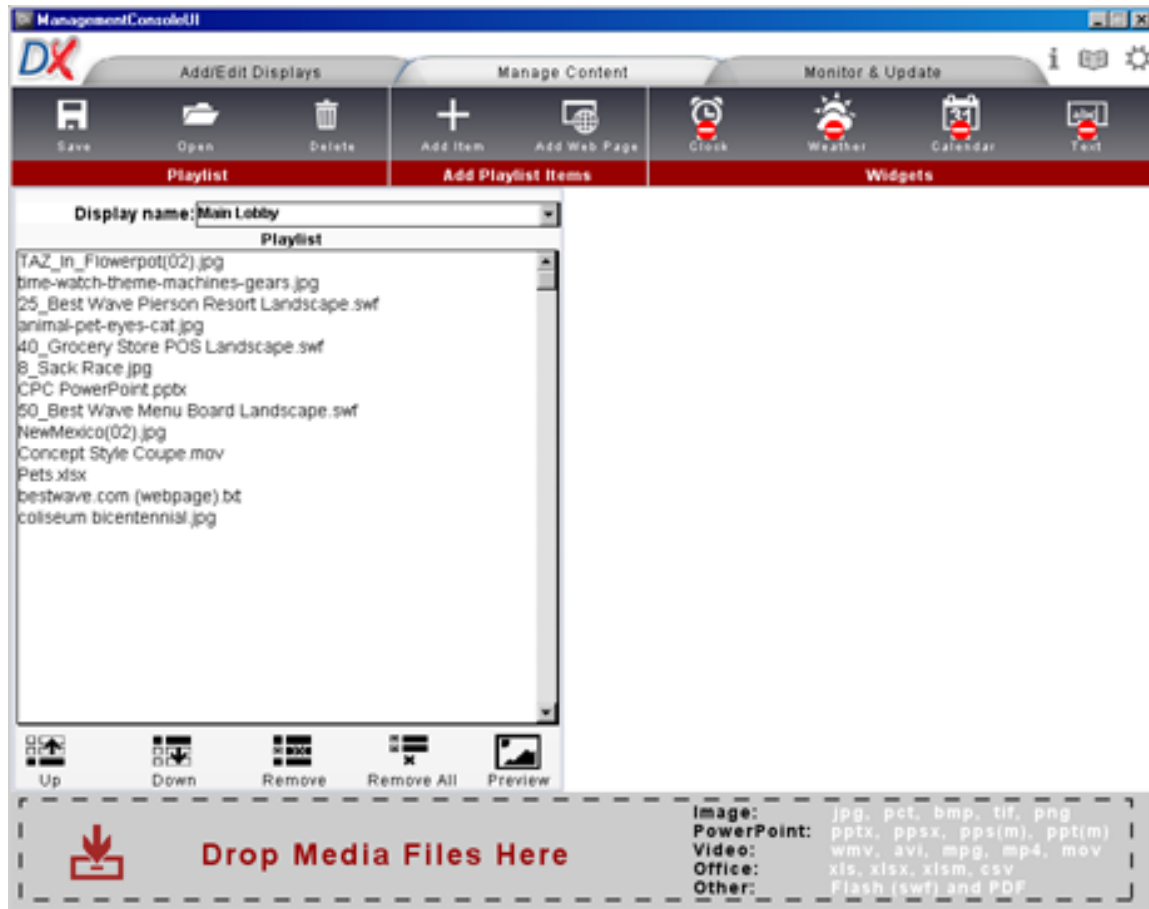 ManagementConsoleUI
DX
Add/Edit Displays Manage Content Monitor & Update
i
31 abc
Save Open Delete Add Item Add Web Page Clock Weather Calendar Text
Playlist Add Playlist Items Widgets
Display name: Main Lobby
Playlist
TAZ_In_Flowerpot(02).jpg
time-watch-theme-machines-gears.jpg
25_Best Wave Pierson Resort Landscape.swf
animal-pet-eyes-cat.jpg
40_Grocery Store POS Landscape.swf
8_Sack Race.jpg
CPC PowerPoint.pptx
50_Best Wave Menu Board Landscape.swf
NewMexico(02).jpg
Concept Style Coupe.mov
Pets.xlsx
bestwave.com (webpage).txt
coliseum bicentennial.jpg
Up Down Remove Remove All Preview
Drop Media Files Here
Image: jpg, pct, bmp, tif, png
PowerPoint: pptx, ppsx, pps(m), ppt(m)
Video: wmv, avi, mpg, mp4, mov
Office: xls, xlsx, xlsm, csv
Other: Flash (swf) and PDF